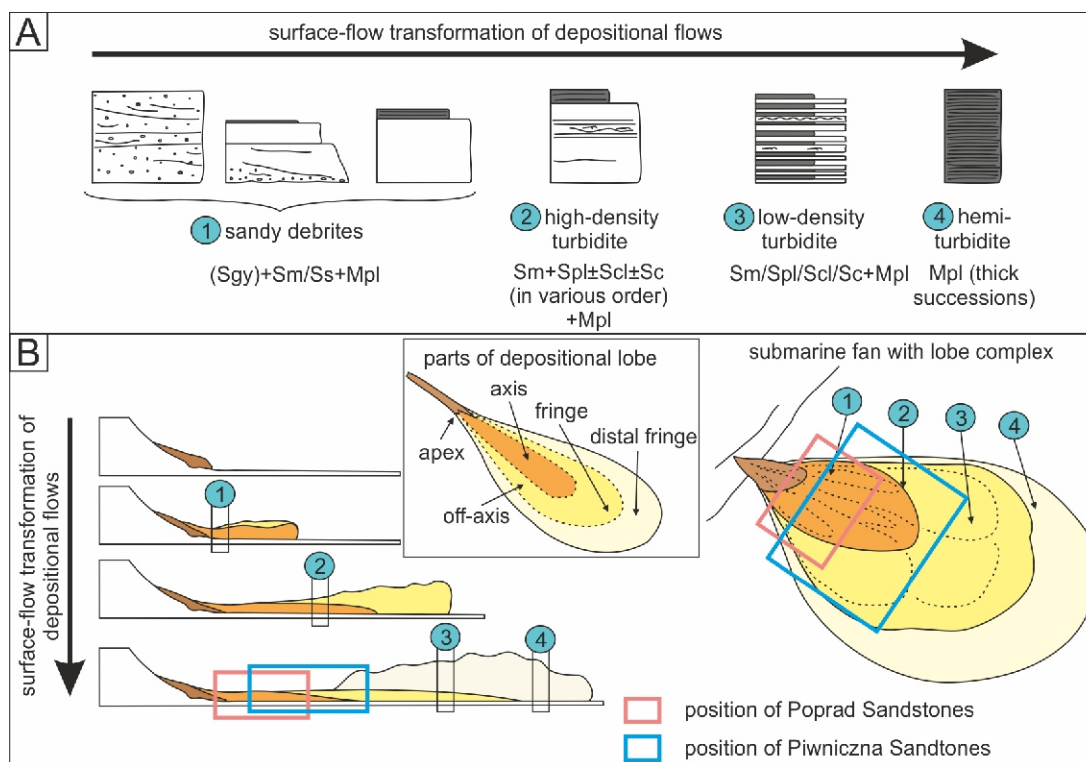 A
surface-flow transformation of depositional flows
1 sandy debrites
(Sgy)+Sm/Ss+Mpl
2 high-density
turbidite
Sm+Spl±Scl±Sc
(in various order)
+Mpl
3 low-density
turbidite
Sm/Spl/Scl/Sc+Mpl
4 hemi-
turbidite
Mpl (thick
successions)
B
surface-flow transformation of
depositional flows
1
2
3
4
parts of depositional lobe
axis
fringe
distal fringe
apex
off-axis
submarine fan with lobe complex
1
2
3
4
position of Poprad Sandstones
position of Piwniczna Sandtones